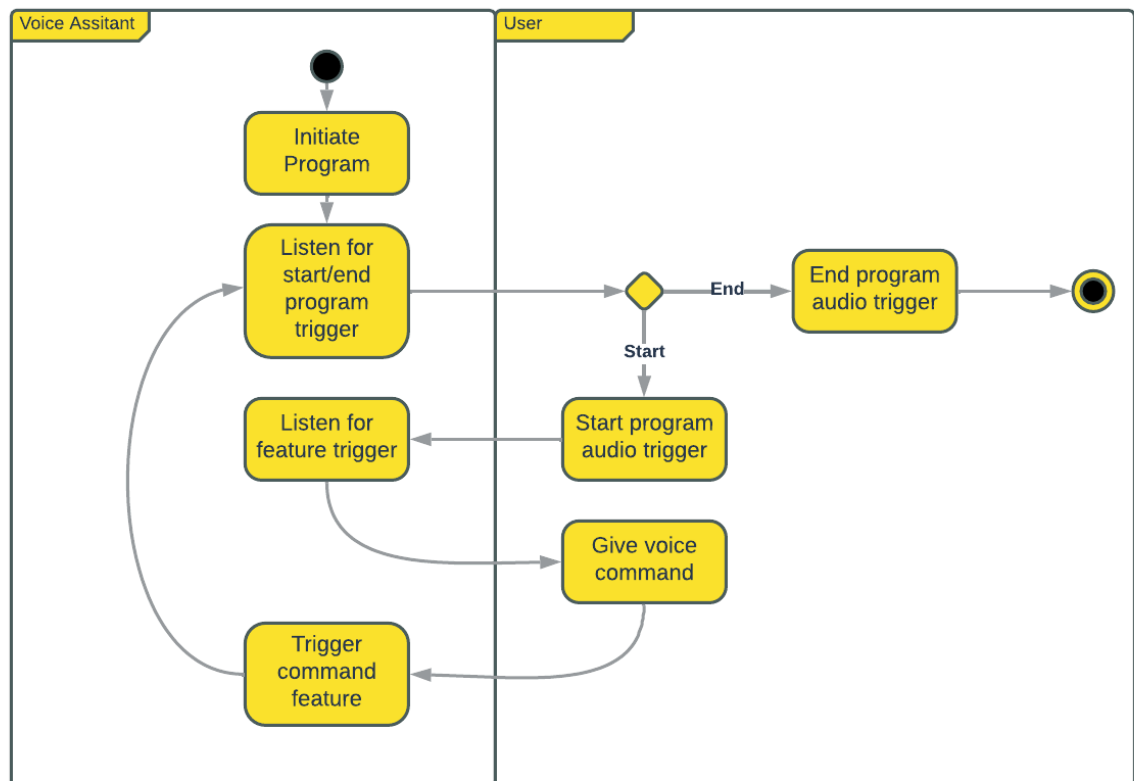 Voice Assitant
User
Initiate
Program
Listen for
start/end
program
trigger
End
End program
audio trigger
Start
Listen for
feature trigger
Start program
audio trigger
Give voice
command
Trigger
command
feature